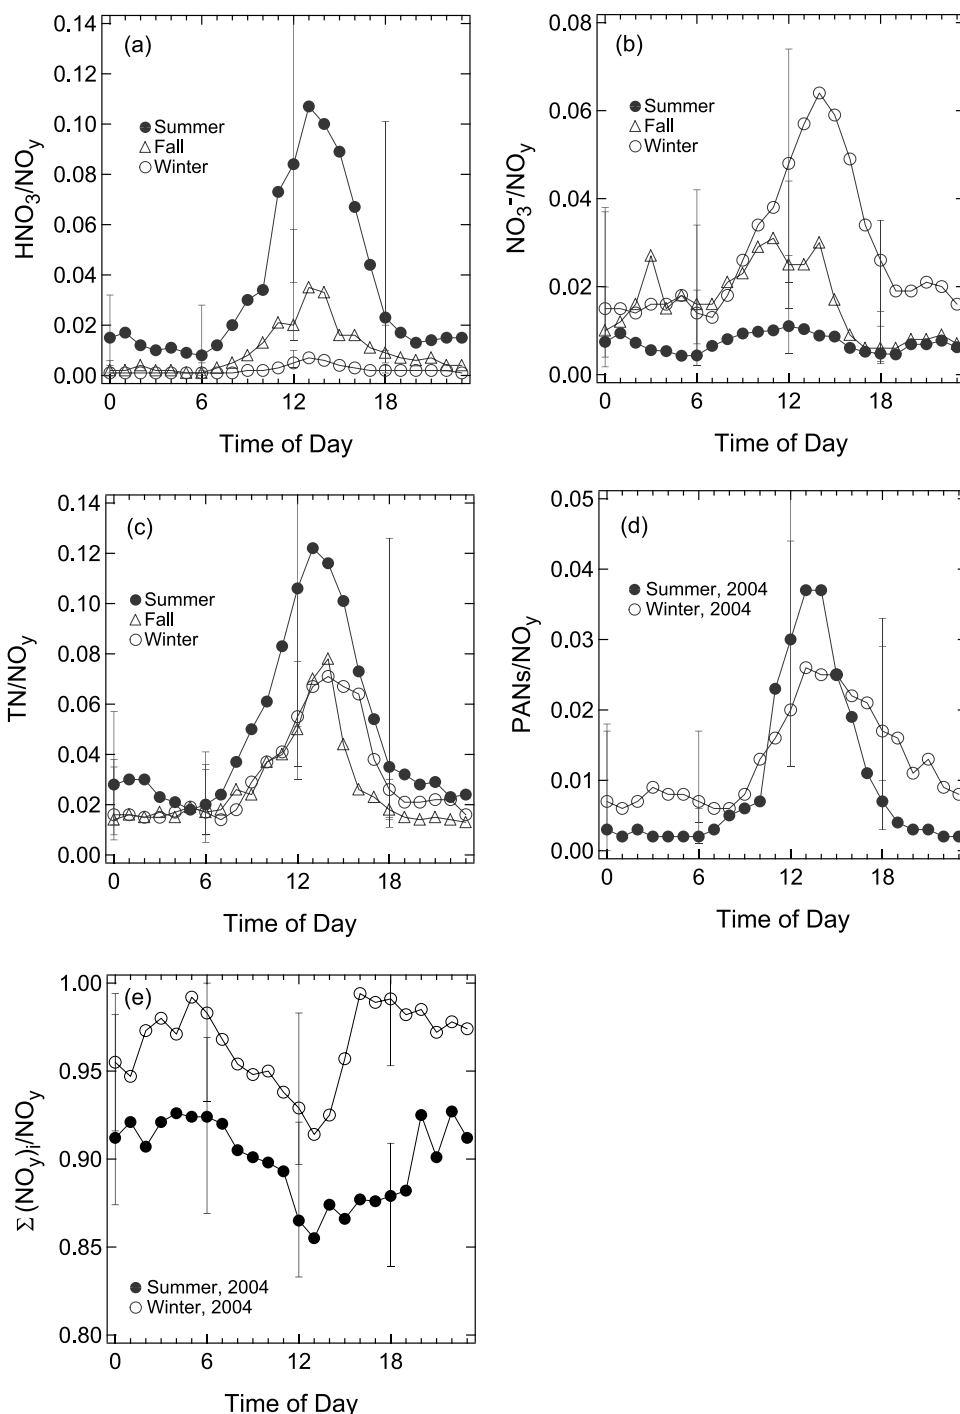 (a)
0.14
0.12
0.10
0.08
0.06
0.04
0.02
0.00
HNO3/NOy
Summer
Fall
Winter
0 6 12 18
Time of Day
(b)
0.08
0.06
0.04
0.02
0.00
NO3-/NOy
Summer
Fall
Winter
0 6 12 18
Time of Day
(c)
0.14
0.12
0.10
0.08
0.06
0.04
0.02
0.00
TN/NOy
Summer
Fall
Winter
0 6 12 18
Time of Day
(d)
0.05
0.04
0.03
0.02
0.01
0.00
PANs/NOy
Summer, 2004
Winter, 2004
0 6 12 18
Time of Day
(e)
1.00
0.95
0.90
0.85
0.80
Σ (NOy)i/NOy
Summer, 2004
Winter, 2004
0 6 12 18
Time of Day